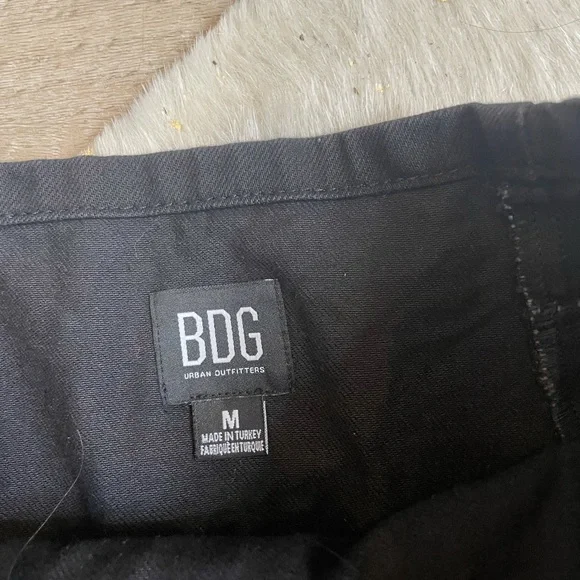 BDG
URBAN OUTFITTERS
M
MADE IN TURKEY
FABRIQUÉ EN TURQUIE